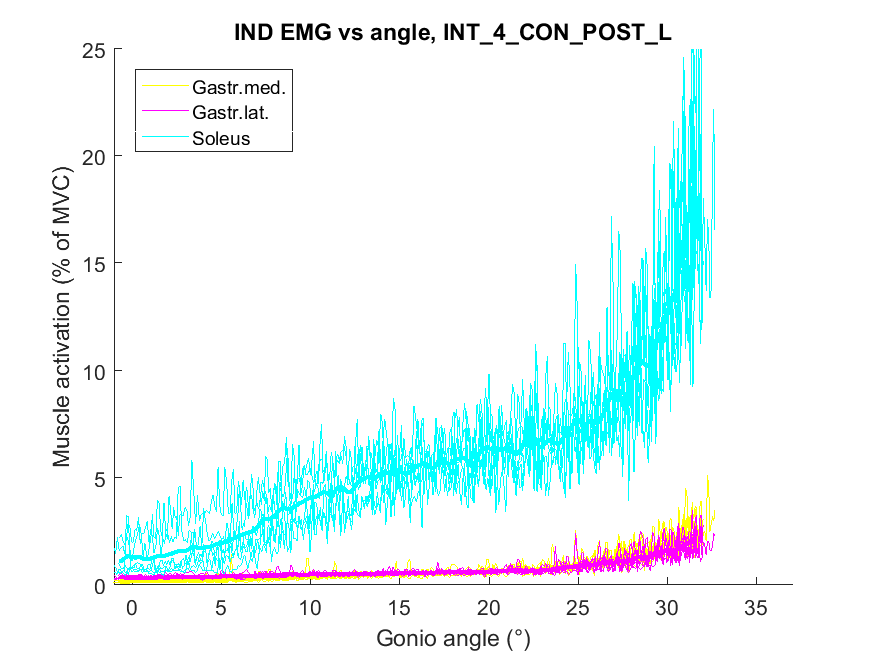 IND EMG vs angle, INT_4_CON_POST_L
25
20
15
10
5
0
Muscle activation (% of MVC)
Gastr.med.
Gastr.lat.
Soleus
0 5 10 15 20 25 30 35
Gonio angle (°)